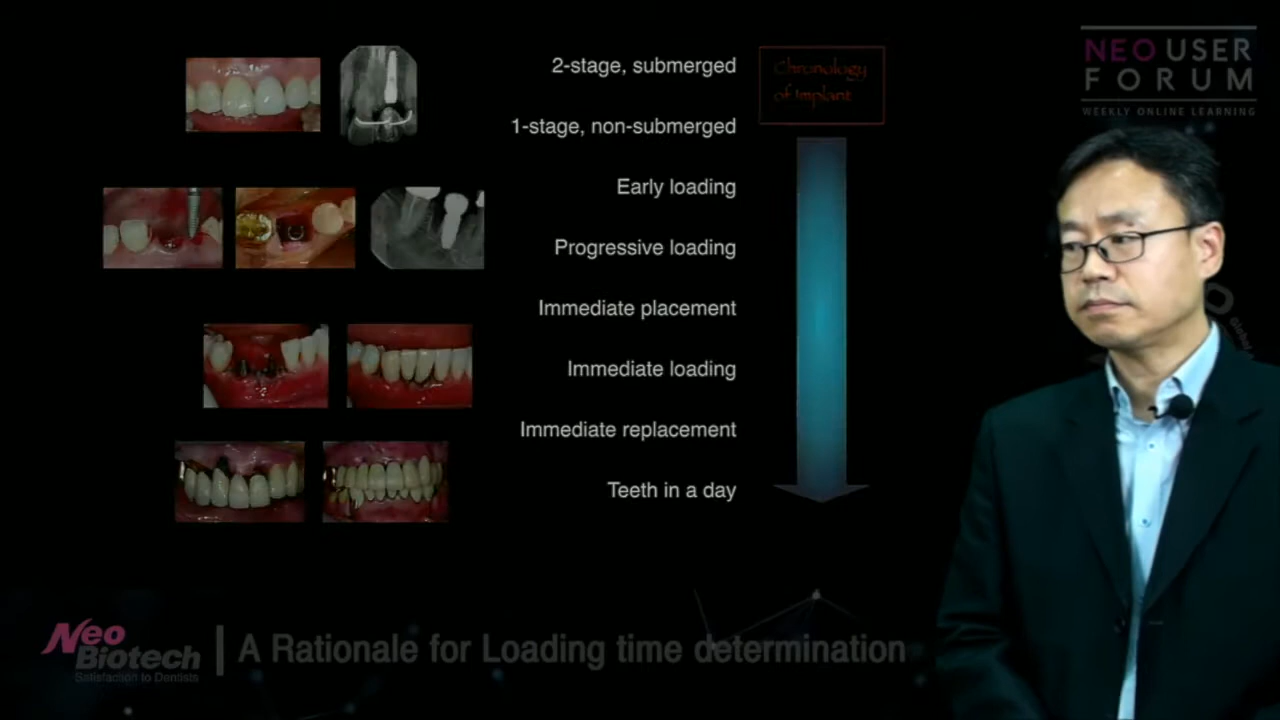 NEO USER
FORUM
WEEKLY ONLINE LEARNING
Chronology
of Implant
2-stage, submerged
1-stage, non-submerged
Early loading
Progressive loading
Immediate placement
Immediate loading
Immediate replacement
Teeth in a day
Neo
Biotech
Satisfaction to Dentists
A Rationale for Loading time determination